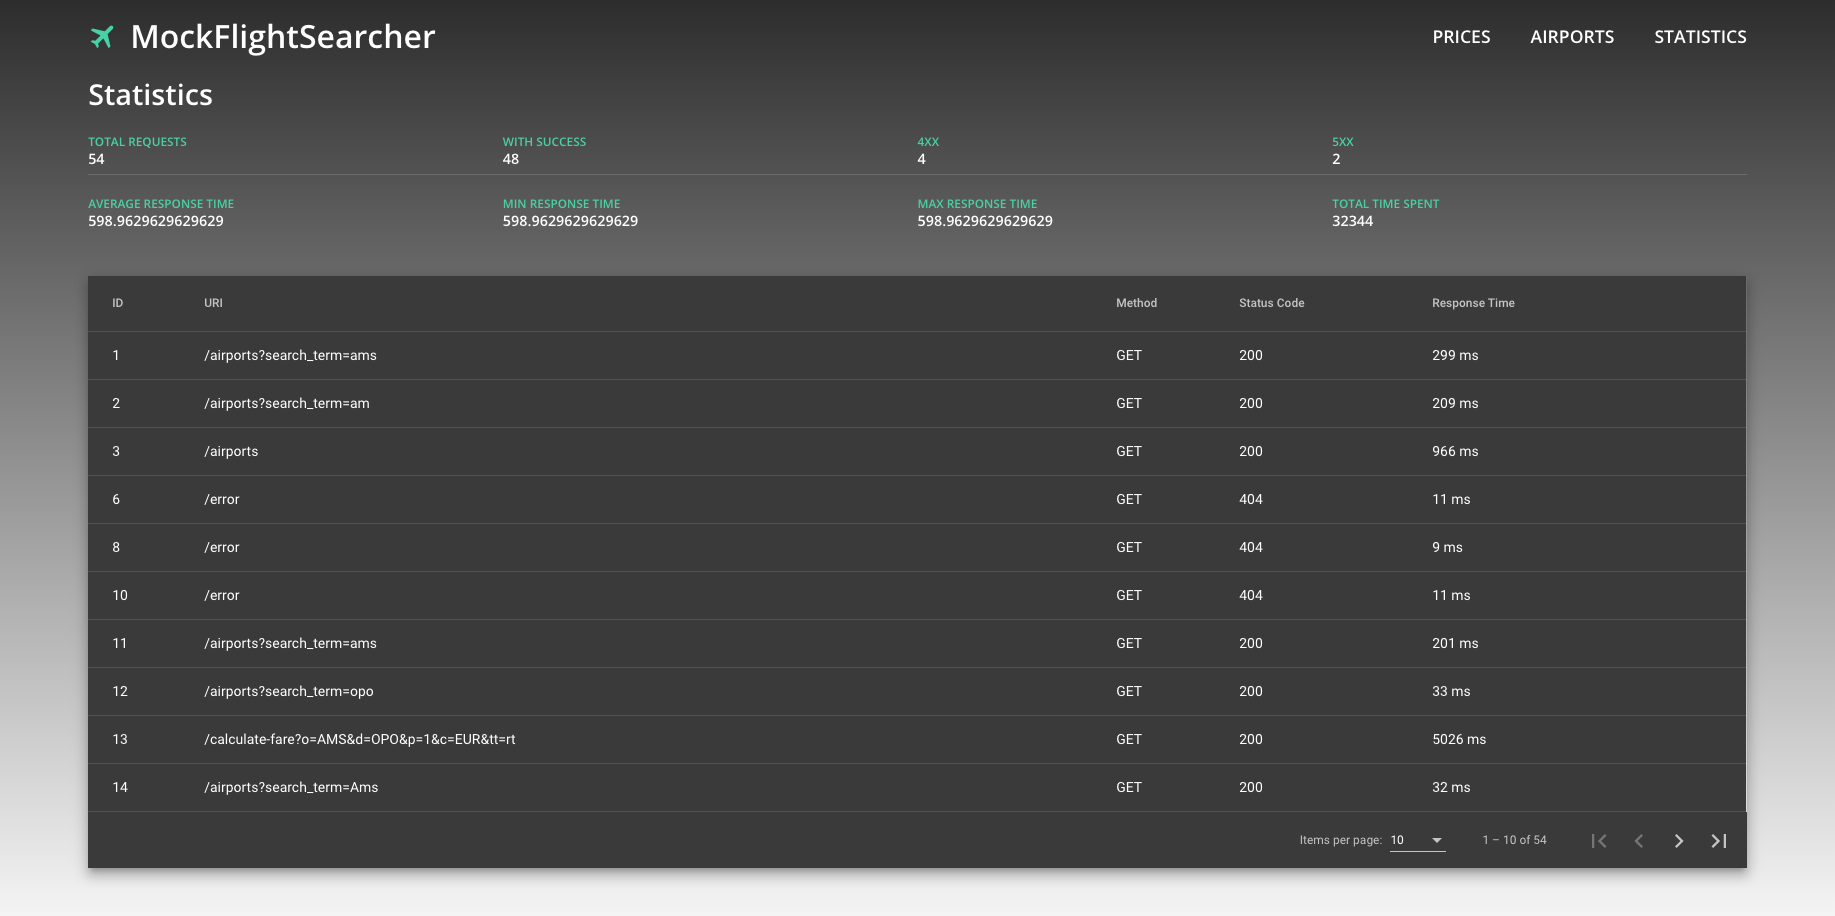 MockFlightSearcher PRICES AIRPORTS STATISTICS
Statistics
TOTAL REQUESTS WITH SUCCESS 4XX 5XX
54 48 4 2
AVERAGE RESPONSE TIME MIN RESPONSE TIME MAX RESPONSE TIME TOTAL TIME SPENT
598.9629629629629 598.9629629629629 598.9629629629629 32344
ID URI Method Status Code Response Time
1 /airports?search_term=ams GET 200 299 ms
2 /airports?search_term=am GET 200 209 ms
3 /airports GET 200 966 ms
6 /error GET 404 11 ms
8 /error GET 404 9 ms
10 /error GET 404 11 ms
11 /airports?search_term=ams GET 200 201 ms
12 /airports?search_term=opo GET 200 33 ms
13 /calculate-fare?o=AMS&d=OPO&p=1&c=EUR&tt=rt GET 200 5026 ms
14 /airports?search_term=Ams GET 200 32 ms
Items per page: 10 1 – 10 of 54